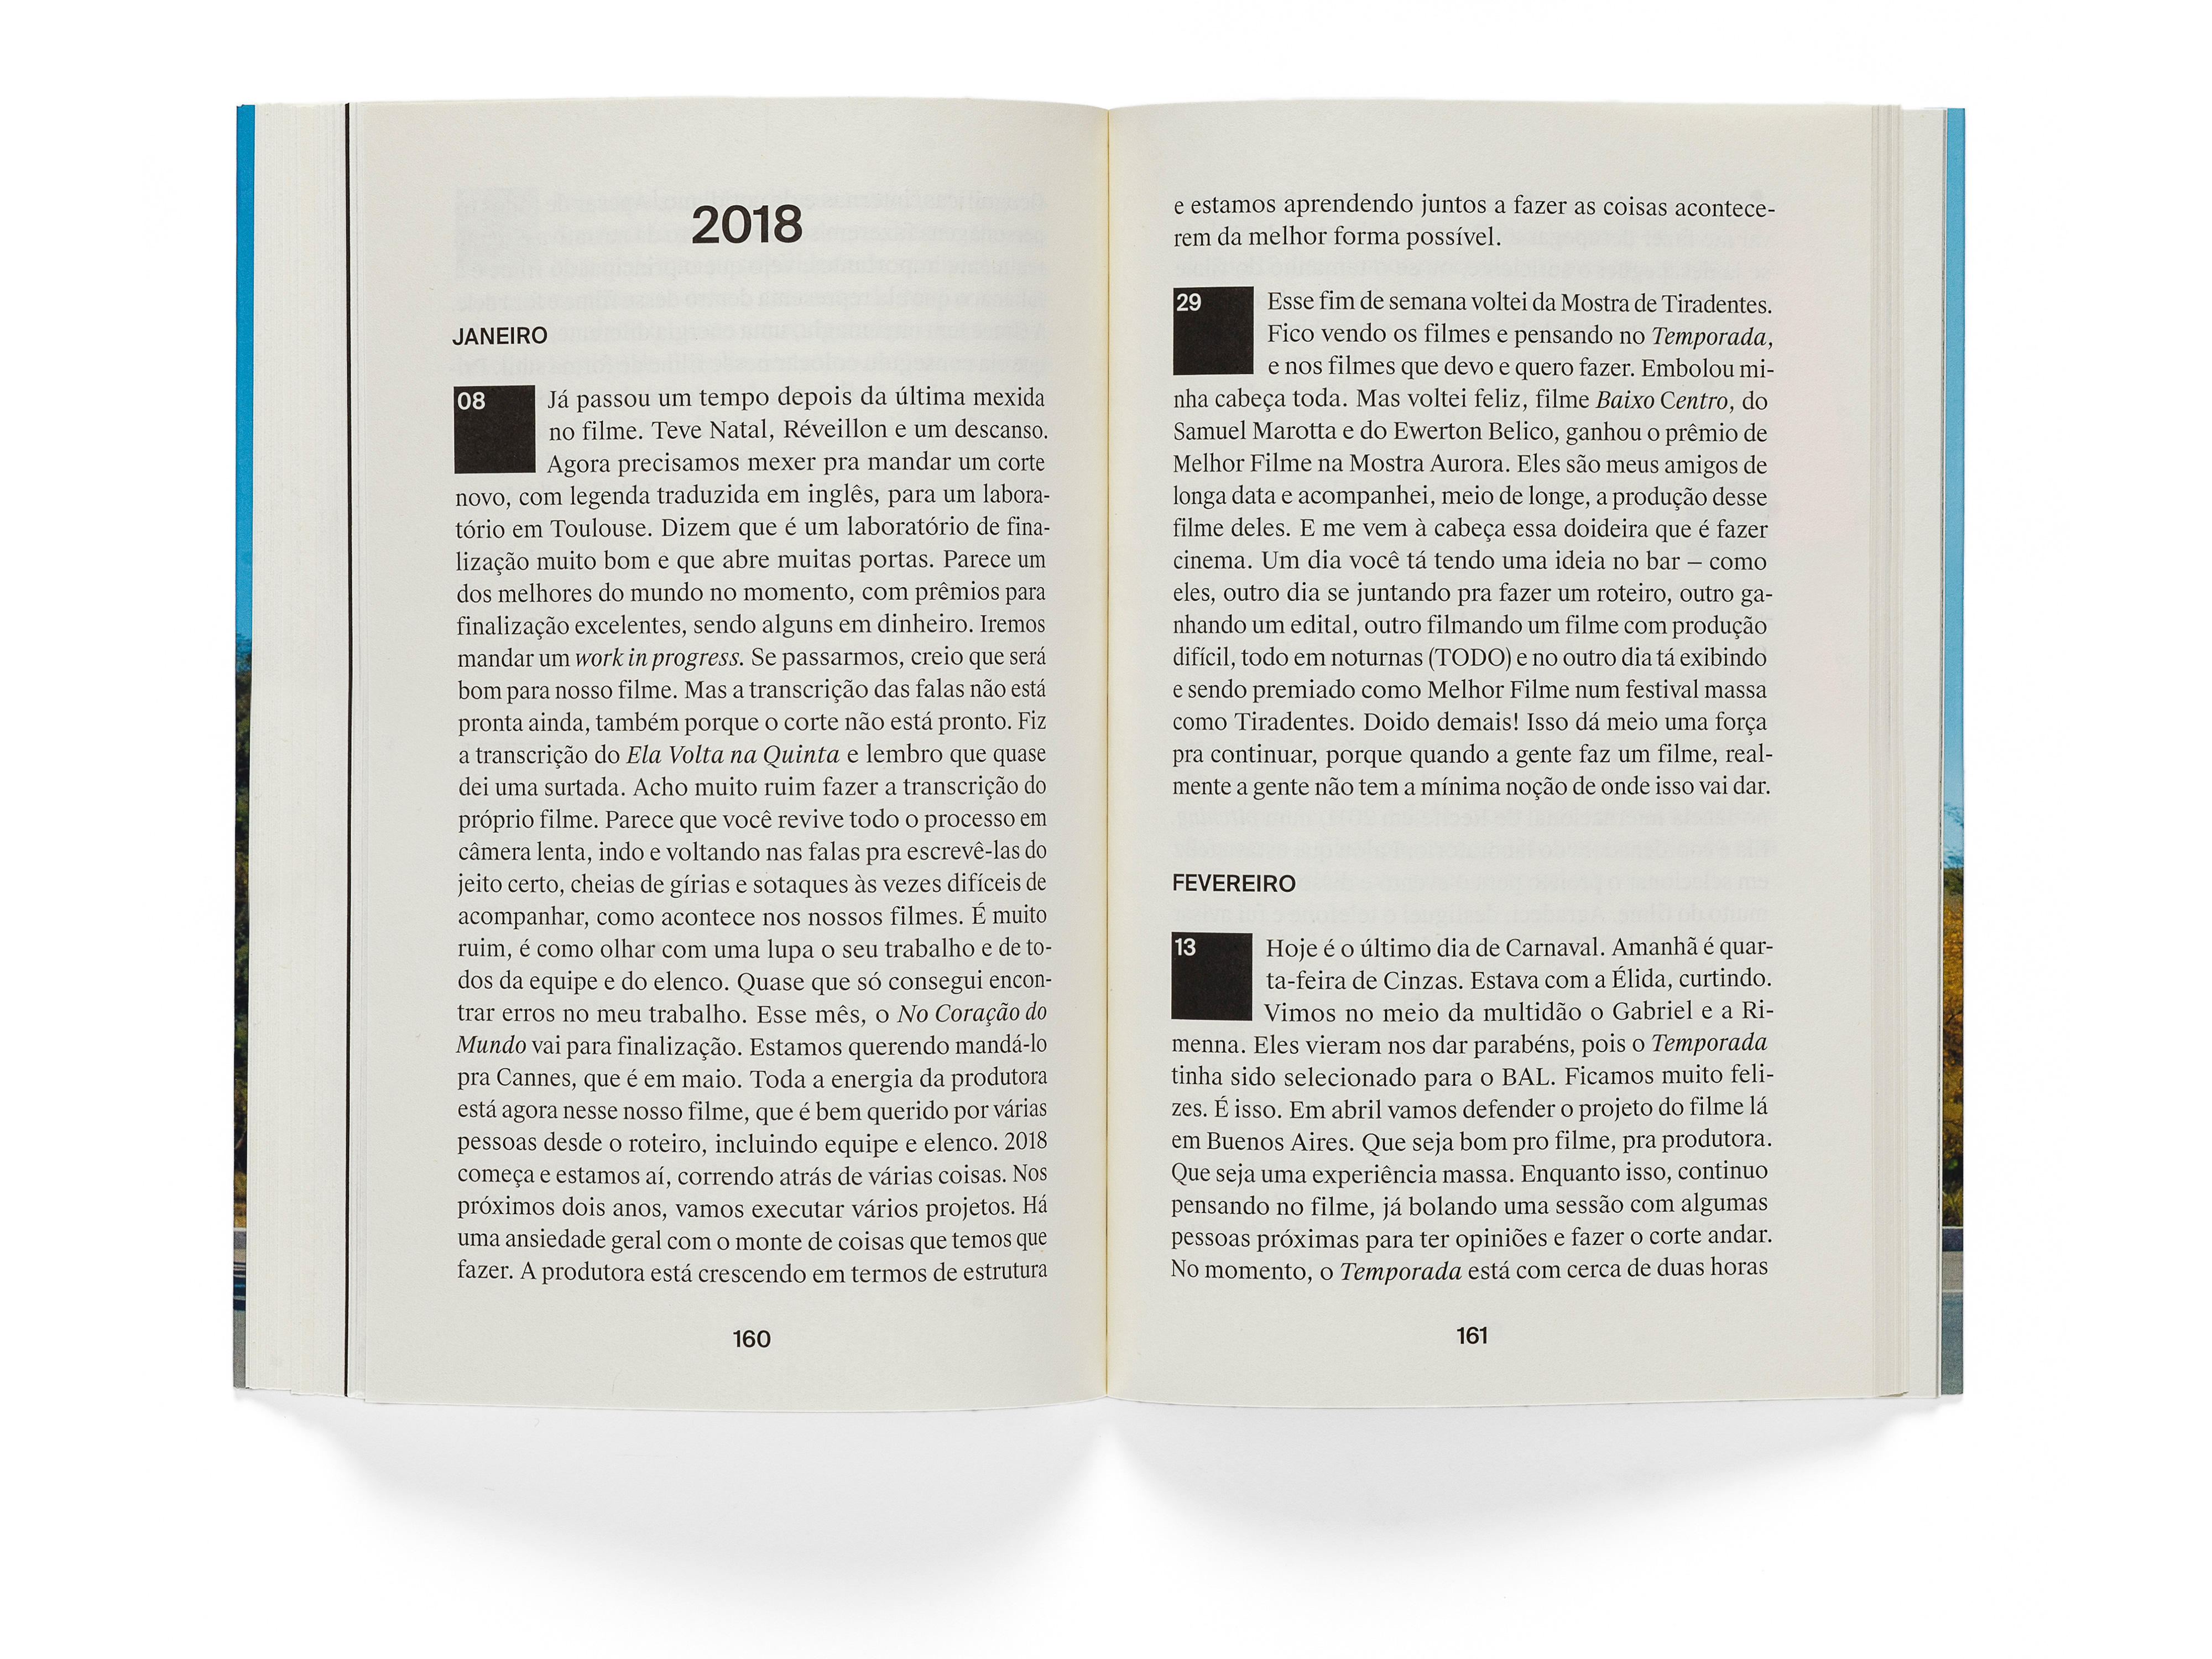 2018
JANEIRO
08
Já passou um tempo depois da última mexida
no filme. Teve Natal, Réveillon e um descanso.
Agora precisamos mexer pra mandar um corte
novo, com legenda traduzida em inglês, para um labora-
tório em Toulouse. Dizem que é um laboratório de fina-
lização muito bom e que abre muitas portas. Parece um
dos melhores do mundo no momento, com prêmios para
finalização excelentes, sendo alguns em dinheiro. Iremos
mandar um work in progress. Se passarmos, creio que será
bom para nosso filme. Mas a transcrição das falas não está
pronta ainda, também porque o corte não está pronto. Fiz
a transcrição do Ela Volta na Quinta e lembro que quase
dei uma surtada. Acho muito ruim fazer a transcrição do
próprio filme. Parece que você revive todo o processo em
câmera lenta, indo e voltando nas falas pra escrevê-las do
jeito certo, cheias de gírias e sotaques às vezes difíceis de
acompanhar, como acontece nos nossos filmes. É muito
ruim, é como olhar com uma lupa o seu trabalho e de to-
dos da equipe e do elenco. Quase que só consegui encon-
trar erros no meu trabalho. Esse mês, o No Coração do
Mundo vai para finalização. Estamos querendo mandá-lo
pra Cannes, que é em maio. Toda a energia da produtora
está agora nesse nosso filme, que é bem querido por várias
pessoas desde o roteiro, incluindo equipe e elenco. 2018
começa e estamos aí, correndo atrás de várias coisas. Nos
próximos dois anos, vamos executar vários projetos. Há
uma ansiedade geral com o monte de coisas que temos que
fazer. A produtora está crescendo em termos de estrutura
160
e estamos aprendendo juntos a fazer as coisas acontece-
rem da melhor forma possível.
29
Esse fim de semana voltei da Mostra de Tiradentes.
Fico vendo os filmes e pensando no Temporada,
e nos filmes que devo e quero fazer. Embolou mi-
nha cabeça toda. Mas voltei feliz, filme Baixo Centro, do
Samuel Marotta e do Ewerton Belico, ganhou o prêmio de
Melhor Filme na Mostra Aurora. Eles são meus amigos de
longa data e acompanhei, meio de longe, a produção desse
filme deles. E me vem à cabeça essa doideira que é fazer
cinema. Um dia você tá tendo uma ideia no bar – como
eles, outro dia se juntando pra fazer um roteiro, outro ga-
nhando um edital, outro filmando um filme com produção
difícil, todo em noturnas (TODO) e no outro dia tá exibindo
e sendo premiado como Melhor Filme num festival massa
como Tiradentes. Doido demais! Isso dá meio uma força
pra continuar, porque quando a gente faz um filme, real-
mente a gente não tem a mínima noção de onde isso vai dar.
FEVEREIRO
13
Hoje é o último dia de Carnaval. Amanhã é quar-
ta-feira de Cinzas. Estava com a Élida, curtindo.
Vimos no meio da multidão o Gabriel e a Ri-
menna. Eles vieram nos dar parabéns, pois o Temporada
tinha sido selecionado para o BAL. Ficamos muito feli-
zes. É isso. Em abril vamos defender o projeto do filme lá
em Buenos Aires. Que seja bom pro filme, pra produtora.
Que seja uma experiência massa. Enquanto isso, continuo
pensando no filme, já bolando uma sessão com algumas
pessoas próximas para ter opiniões e fazer o corte andar.
No momento, o Temporada está com cerca de duas horas
161